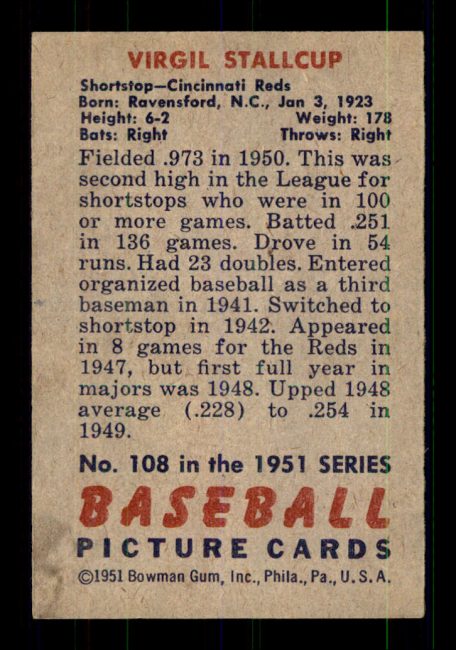 VIRGIL STALLCUP
Shortstop—Cincinnati Reds
Born: Ravensford, N.C., Jan 3, 1923
Height: 6-2 Weight: 178
Bats: Right Throws: Right
Fielded .973 in 1950. This was
second high in the League for
shortstops who were in 100
or more games. Batted .251
in 136 games. Drove in 54
runs. Had 23 doubles. Entered
organized baseball as a third
baseman in 1941. Switched to
shortstop in 1942. Appeared
in 8 games for the Reds in
1947, but first full year in
majors was 1948. Upped 1948
average (.228) to .254 in
1949.
No. 108 in the 1951 SERIES
BASEBALL
PICTURE CARDS
©1951 Bowman Gum, Inc., Phila., Pa., U.S.A.